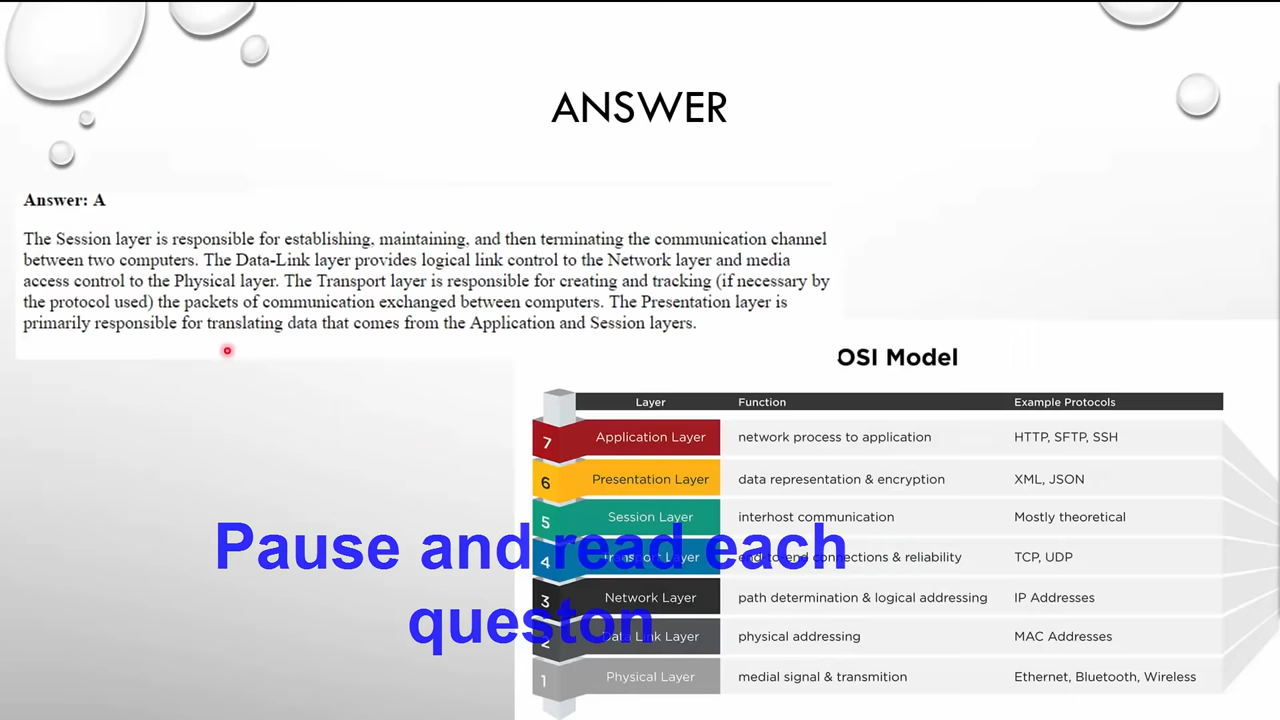 ANSWER
Answer: A
The Session layer is responsible for establishing, maintaining, and then terminating the communication channel
between two computers. The Data-Link layer provides logical link control to the Network layer and media
access control to the Physical layer. The Transport layer is responsible for creating and tracking (if necessary by
the protocol used) the packets of communication exchanged between computers. The Presentation layer is
primarily responsible for translating data that comes from the Application and Session layers.
OSI Model
Layer Function Example Protocols
7 Application Layer network process to application HTTP, SFTP, SSH
6 Presentation Layer data representation & encryption XML, JSON
5 Session Layer interhost communication Mostly theoretical
4 Transport Layer end to end connections & reliability TCP, UDP
3 Network Layer path determination & logical addressing IP Addresses
2 Data Link Layer physical addressing MAC Addresses
1 Physical Layer medial signal & transmition Ethernet, Bluetooth, Wireless
Pause and read each
queston